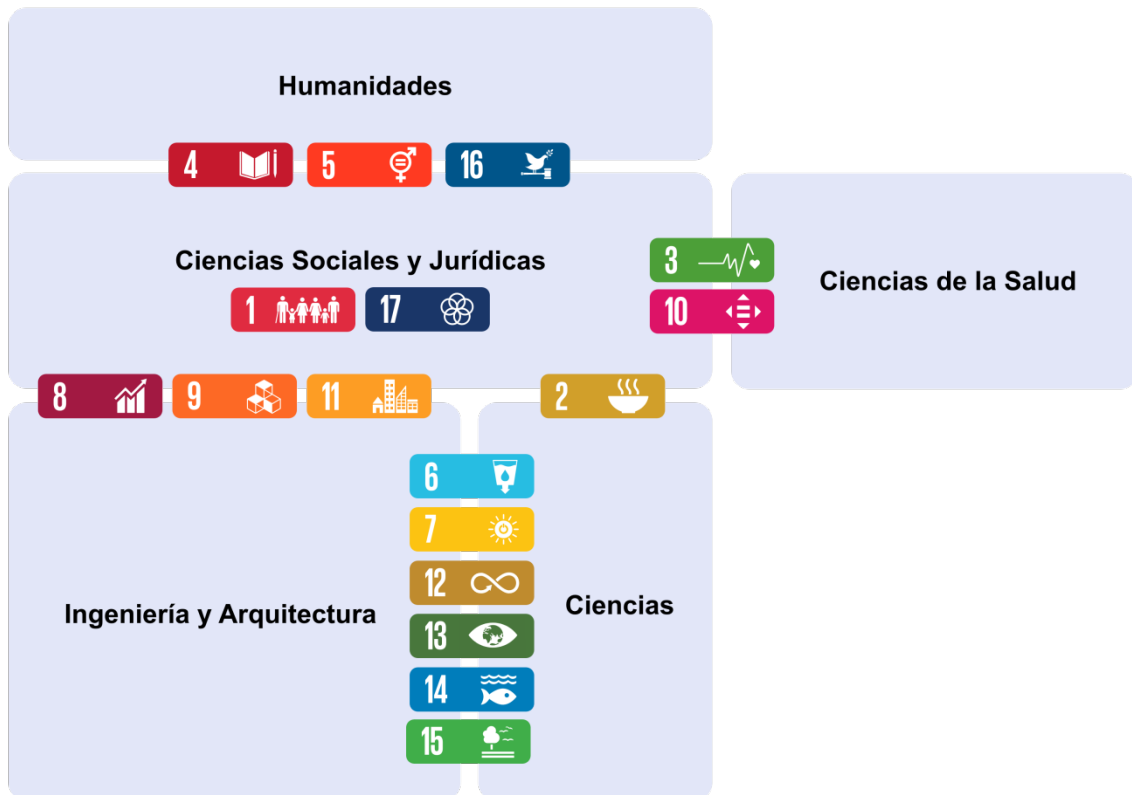 Humanidades
4 5 16
Ciencias Sociales y Jurídicas
1 17
3
10
Ciencias de la Salud
8 9 11 2
6
7
12
13
14
15
Ingeniería y Arquitectura
Ciencias